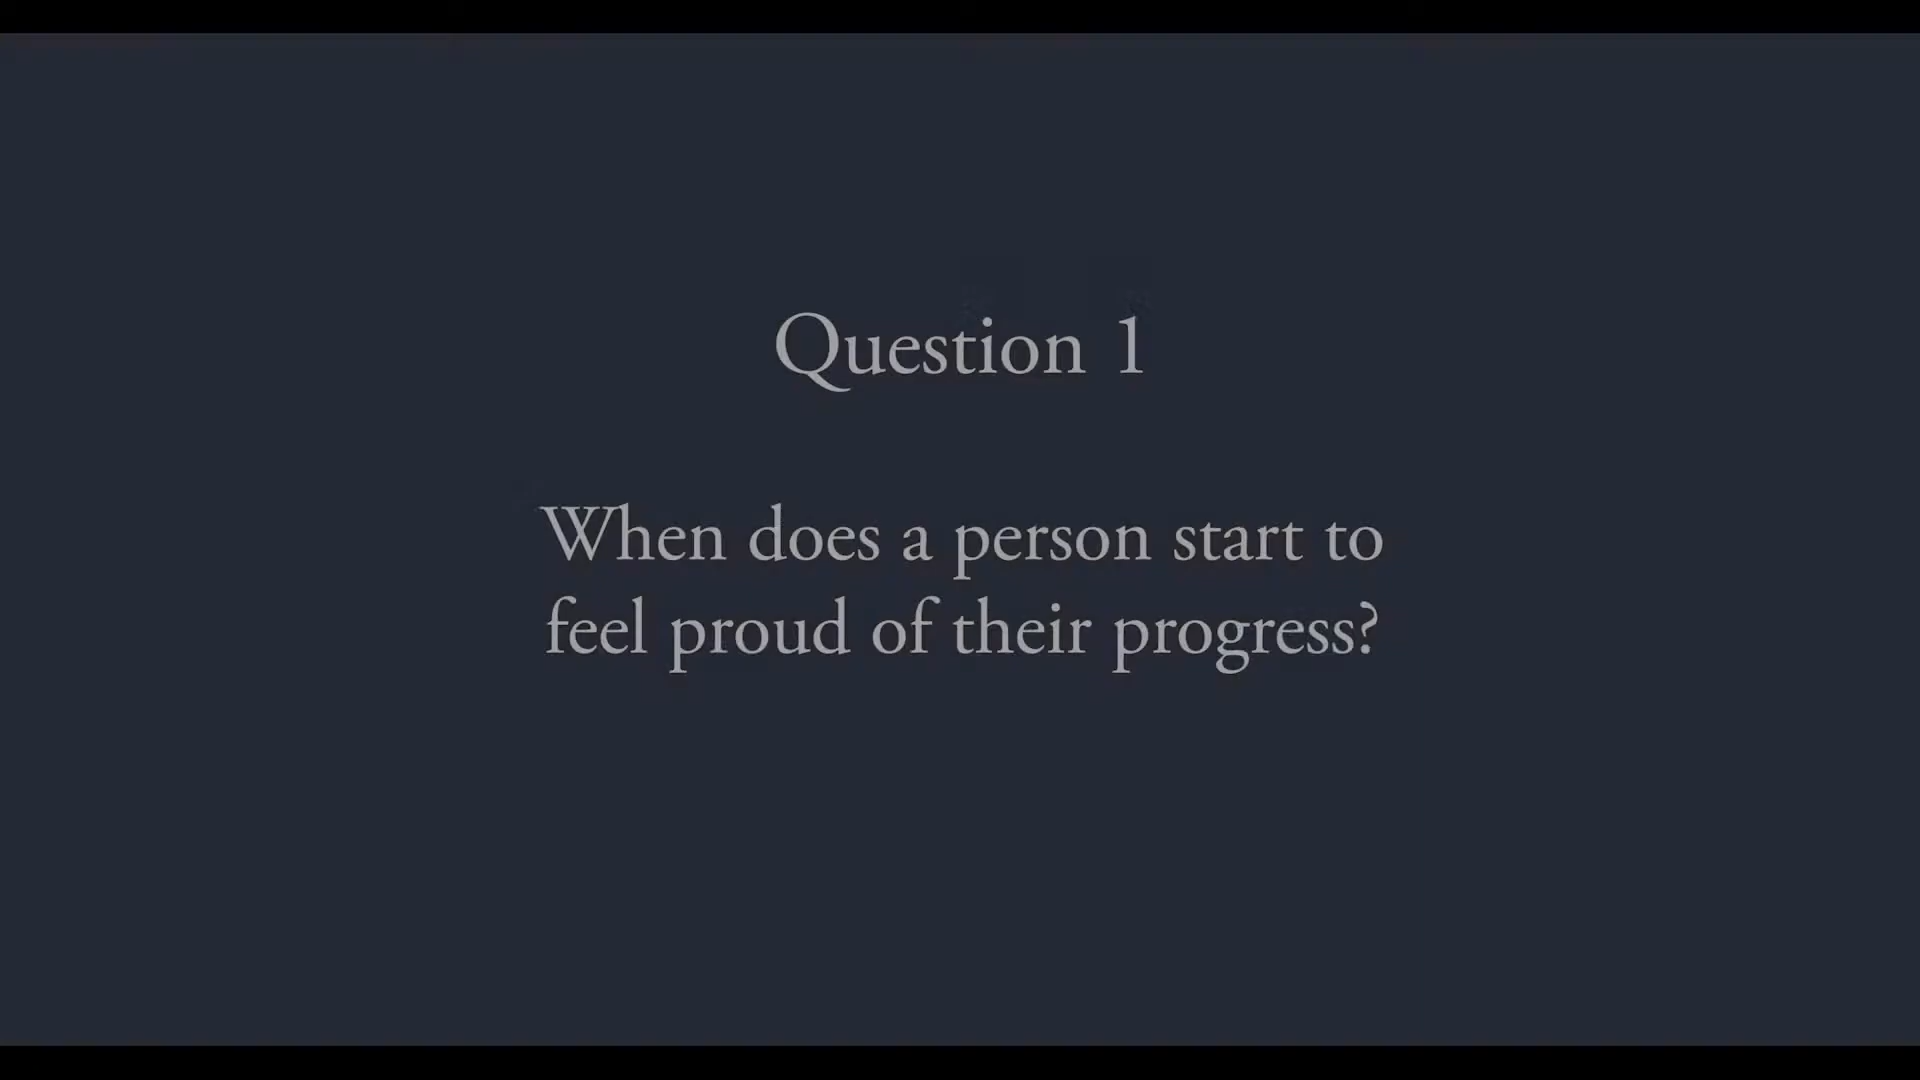 Question 1
When does a person start to
feel proud of their progress?